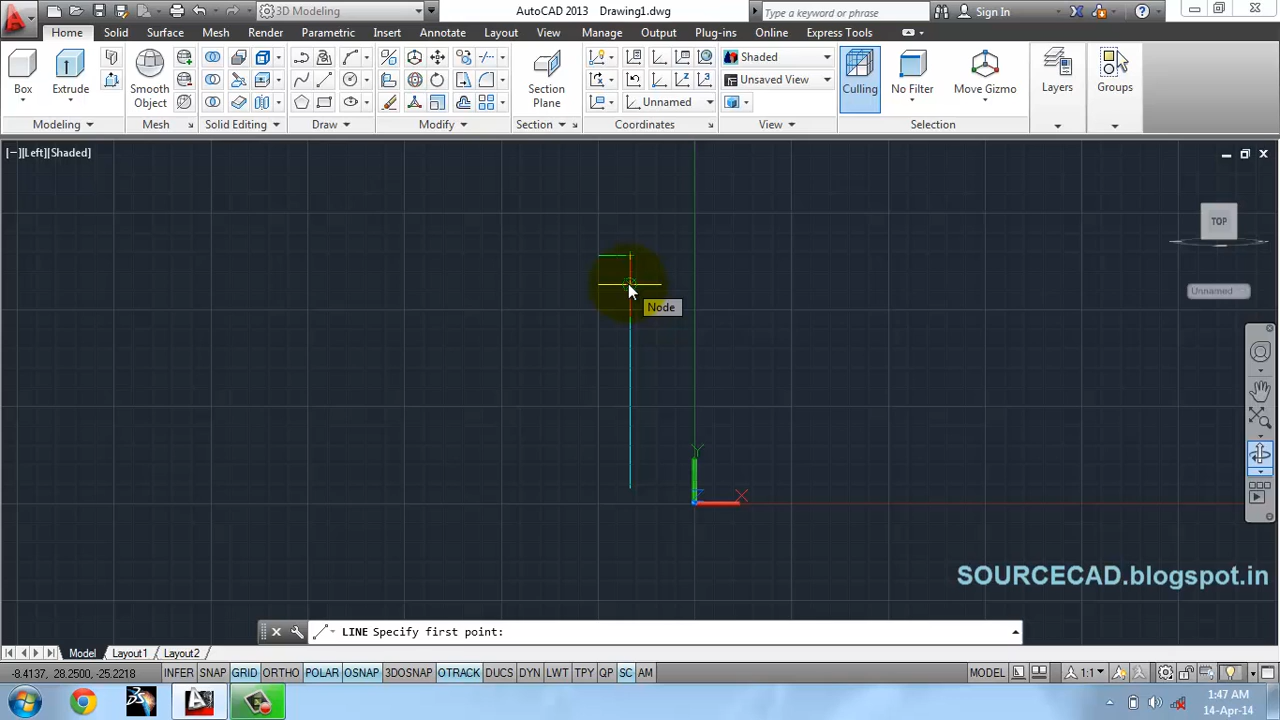 3D Modeling
AutoCAD 2013 Drawing1.dwg
Type a keyword or phrase
Sign In
Home Solid Surface Mesh Render Parametric Insert Annotate Layout View Manage Output Plug-ins Online Express Tools
Box
Extrude
Smooth
Object
Section
Plane
Unnamed
Shaded
Unsaved View
Culling
No Filter
Move Gizmo
Layers
Groups
Modeling
Mesh
Solid Editing
Draw
Modify
Section
Coordinates
View
Selection
[−][Left][Shaded]
TOP
Unnamed
Node
Y
Z
X
SOURCECAD.blogspot.in
LINE Specify first point:
Model Layout1 Layout2
-8.4137, 28.2500, -25.2218 INFER SNAP GRID ORTHO POLAR OSNAP 3DOSNAP OTRACK DUCS DYN LWT TPY QP SC AM MODEL 1:1
1:47 AM
14-Apr-14